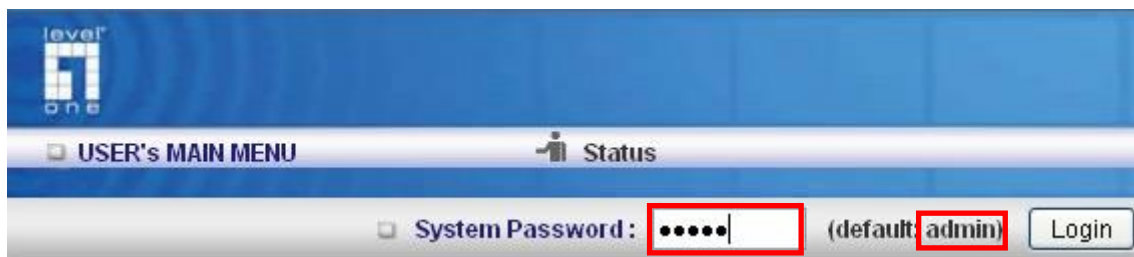 level
one
USER's MAIN MENU Status
System Password : ●●●●● (default: admin) Login